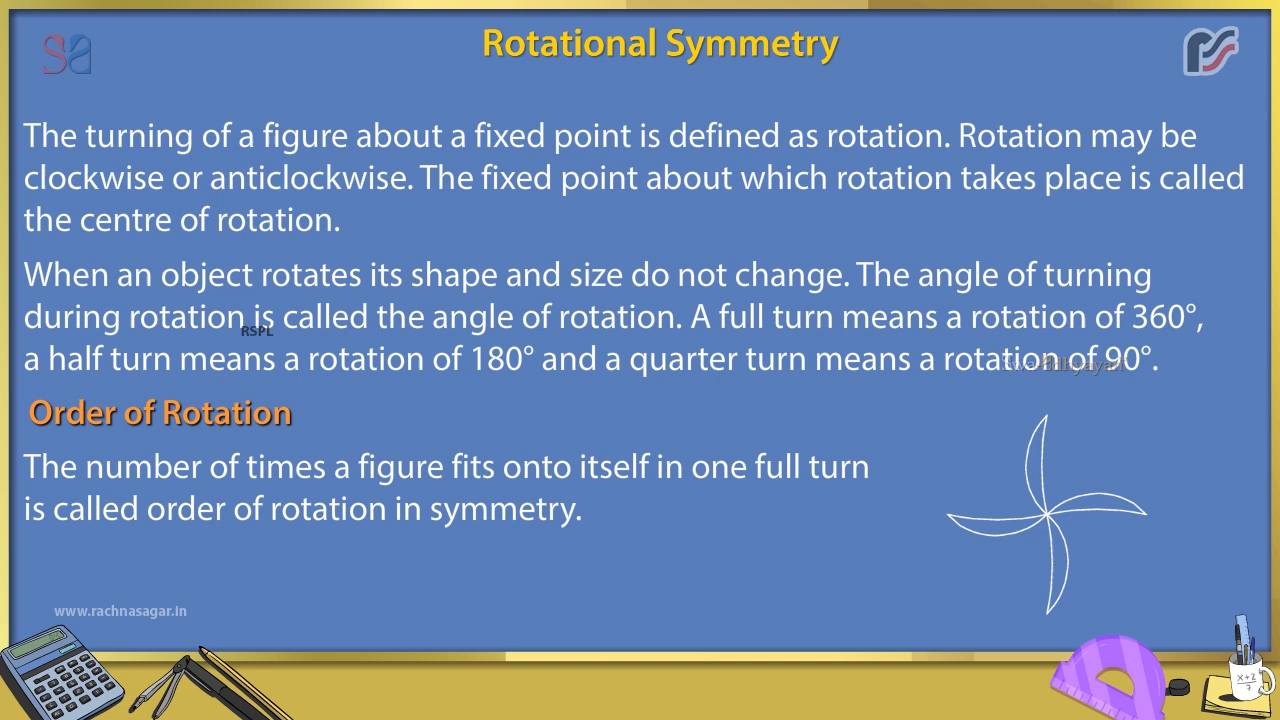 sa
Rotational Symmetry
rs
The turning of a figure about a fixed point is defined as rotation. Rotation may be
clockwise or anticlockwise. The fixed point about which rotation takes place is called
the centre of rotation.
When an object rotates its shape and size do not change. The angle of turning
during rotation is called the angle of rotation. A full turn means a rotation of 360°,
RSPL
a half turn means a rotation of 180° and a quarter turn means a rotation of 90°.
Order of Rotation
The number of times a figure fits onto itself in one full turn
is called order of rotation in symmetry.
www.rachnasagar.in
x+2
7